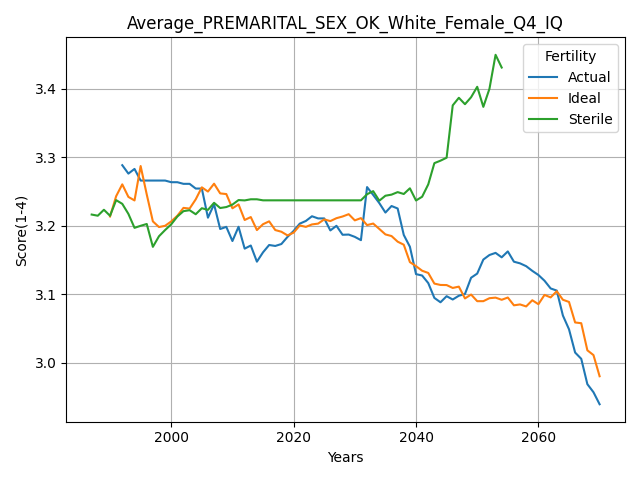 Average_PREMARITAL_SEX_OK_White_Female_Q4_IQ
Fertility
Actual
Ideal
Sterile
Score(1-4)
3.4
3.3
3.2
3.1
3.0
2000 2020 2040 2060
Years